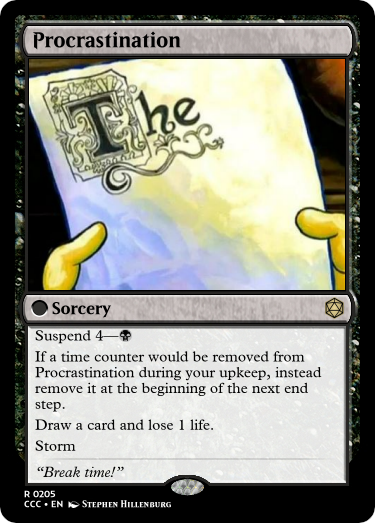 Procrastination
The
Sorcery
Suspend 4—
If a time counter would be removed from
Procrastination during your upkeep, instead
remove it at the beginning of the next end
step.
Draw a card and lose 1 life.
Storm
“Break time!”
R 0205
CCC • EN STEPHEN HILLENBURG